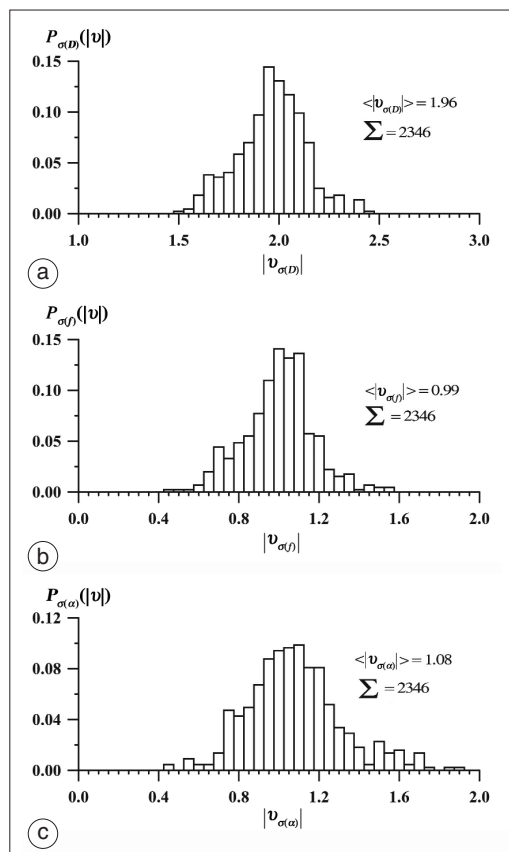 P_σ(D)(|υ|)
0.15
0.10
0.05
0.00
<|υ_σ(D)|> = 1.96
Σ = 2346
1.0 1.5 2.0 2.5 3.0
|υ_σ(D)|
a
P_σ(f)(|υ|)
0.15
0.10
0.05
0.00
<|υ_σ(f)|> = 0.99
Σ = 2346
0.0 0.4 0.8 1.2 1.6 2.0
|υ_σ(f)|
b
P_σ(α)(|υ|)
0.12
0.08
0.04
0.00
<|υ_σ(α)|> = 1.08
Σ = 2346
0.0 0.4 0.8 1.2 1.6 2.0
|υ_σ(α)|
c